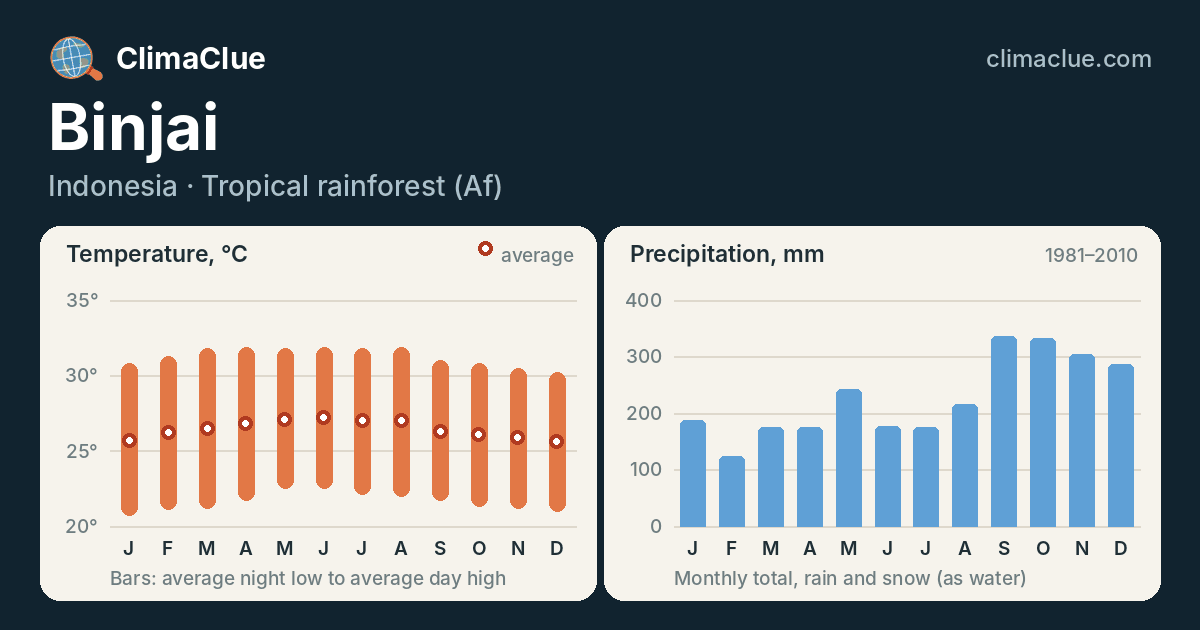 ClimaClue
climaclue.com
Binjai
Indonesia · Tropical rainforest (Af)
Temperature, °C
average
35°
30°
25°
20°
J F M A M J J A S O N D
Bars: average night low to average day high
Precipitation, mm
1981–2010
400
300
200
100
0
J F M A M J J A S O N D
Monthly total, rain and snow (as water)